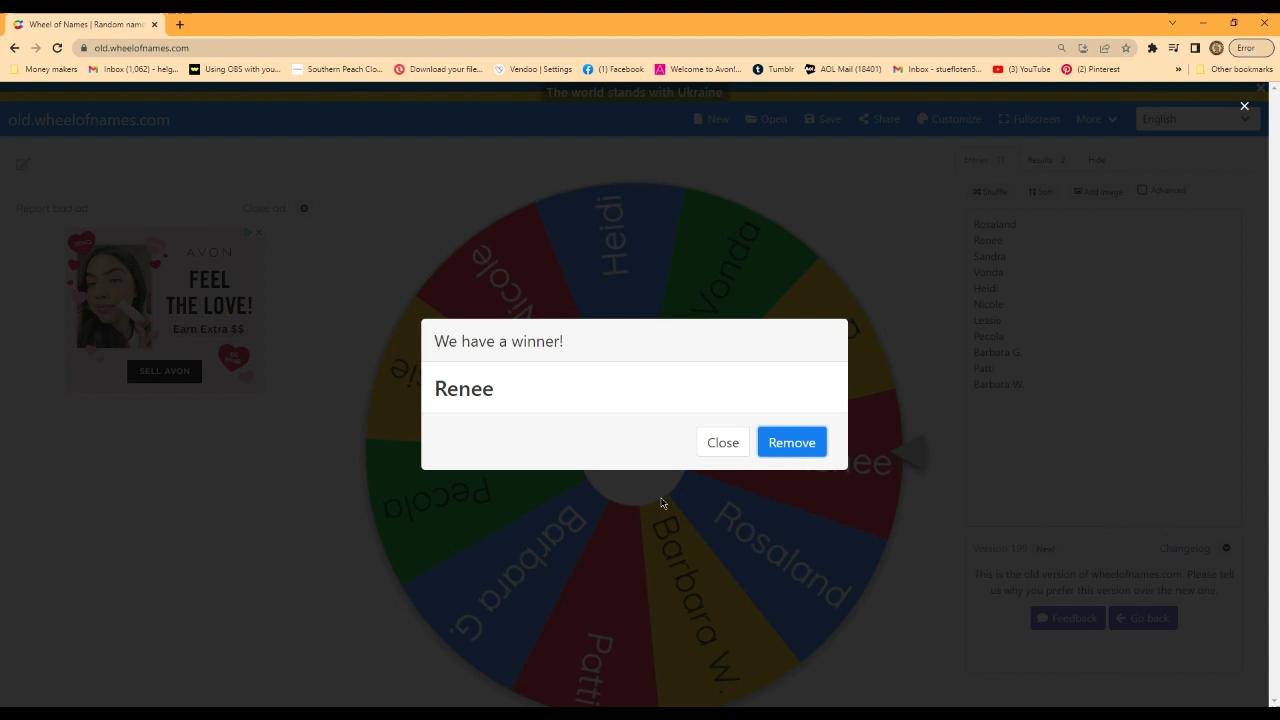 Wheel of Names | Random name
old.wheelofnames.com
Error
Money makers
Inbox (1,062) - help...
Using OBS with you...
Southern Peach Clo...
Download your file...
Vendoo | Settings
(1) Facebook
Welcome to Avon!...
Tumblr
AOL Mail (18401)
Inbox - stuefloten5...
(3) YouTube
(2) Pinterest
Other bookmarks
The world stands with Ukraine
old.wheelofnames.com
New
Open
Save
Share
Customize
Fullscreen
More
English
Entries 11
Results 2
Hide
Shuffle
Sort
Add image
Advanced
Report bad ad
Close ad
AVON
FEEL
THE LOVE!
Earn Extra $$
SELL AVON
Rosaland
Renee
Sandra
Vonda
Heidi
Nicole
Lessie
Pecola
Barbara G.
Patti
Barbara W.
Heidi
Vonda
Nicole
We have a winner!
Renee
Close
Remove
Pecola
Barbara G.
Patti
Barbara W.
Rosaland
Version 199 New!
Changelog
This is the old version of wheelofnames.com. Please tell
us why you prefer this version over the new one.
Feedback
Go back